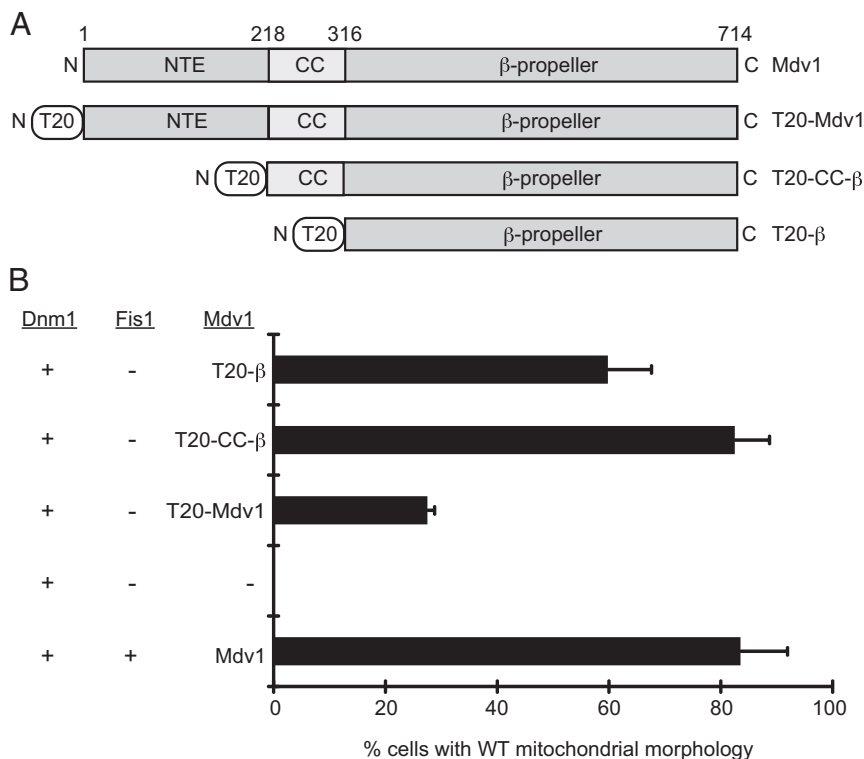 A
1 218 316 714
N NTE CC β-propeller C Mdv1
N T20 NTE CC β-propeller C T20-Mdv1
N T20 CC β-propeller C T20-CC-β
N T20 β-propeller C T20-β
B
Dnm1 Fis1 Mdv1
+ - T20-β
+ - T20-CC-β
+ - T20-Mdv1
+ - -
+ + Mdv1
0 20 40 60 80 100
% cells with WT mitochondrial morphology